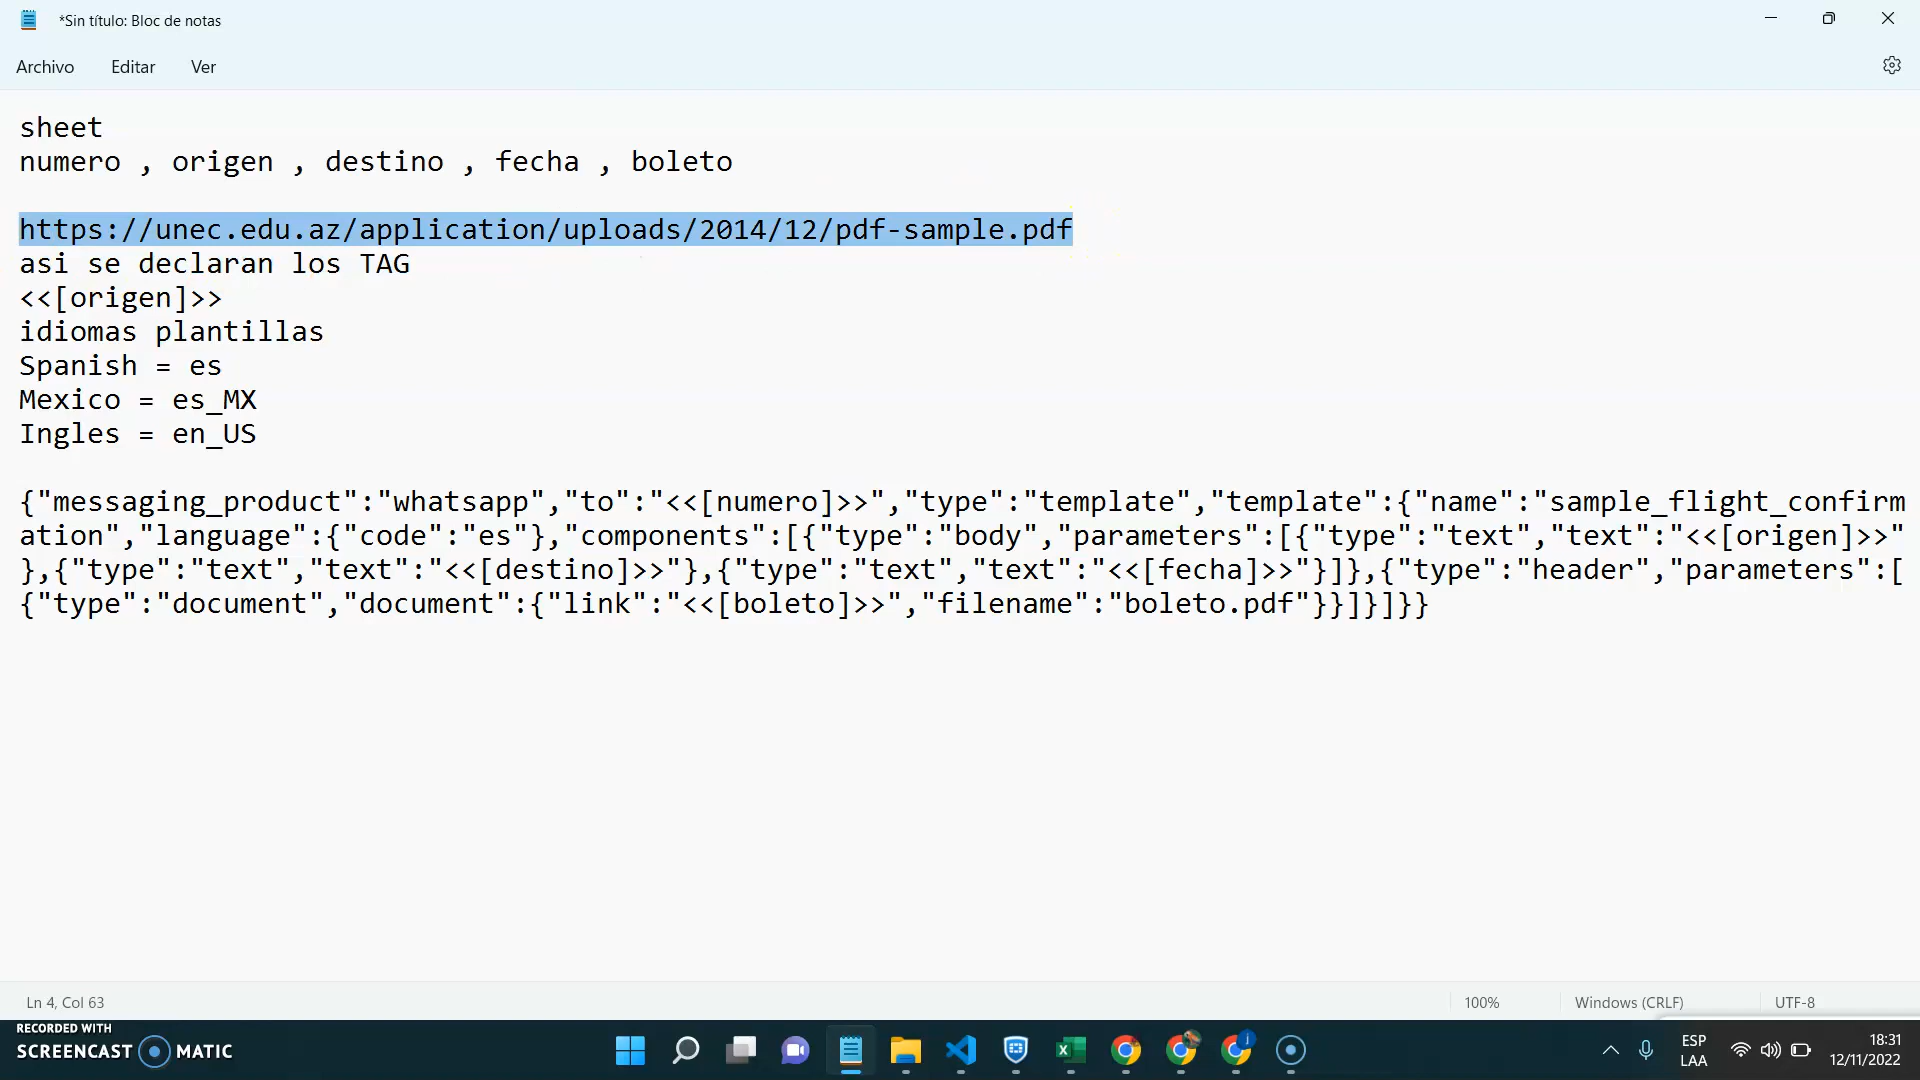 *Sin título: Bloc de notas
Archivo Editar Ver
sheet
numero , origen , destino , fecha , boleto
https://unec.edu.az/application/uploads/2014/12/pdf-sample.pdf
asi se declaran los TAG
<<[origen]>>
idiomas plantillas
Spanish = es
Mexico = es_MX
Ingles = en_US
{"messaging_product":"whatsapp","to":"<<[numero]>>","type":"template","template":{"name":"sample_flight_confirm
ation","language":{"code":"es"},"components":[{"type":"body","parameters":[{"type":"text","text":"<<[origen]>>"
},{"type":"text","text":"<<[destino]>>"},{"type":"text","text":"<<[fecha]>>"}]},{"type":"header","parameters":[
{"type":"document","document":{"link":"<<[boleto]>>","filename":"boleto.pdf"}}]}]}}
Ln 4, Col 63 100% Windows (CRLF) UTF-8
RECORDED WITH
SCREENCAST MATIC
ESP
LAA
18:31
12/11/2022